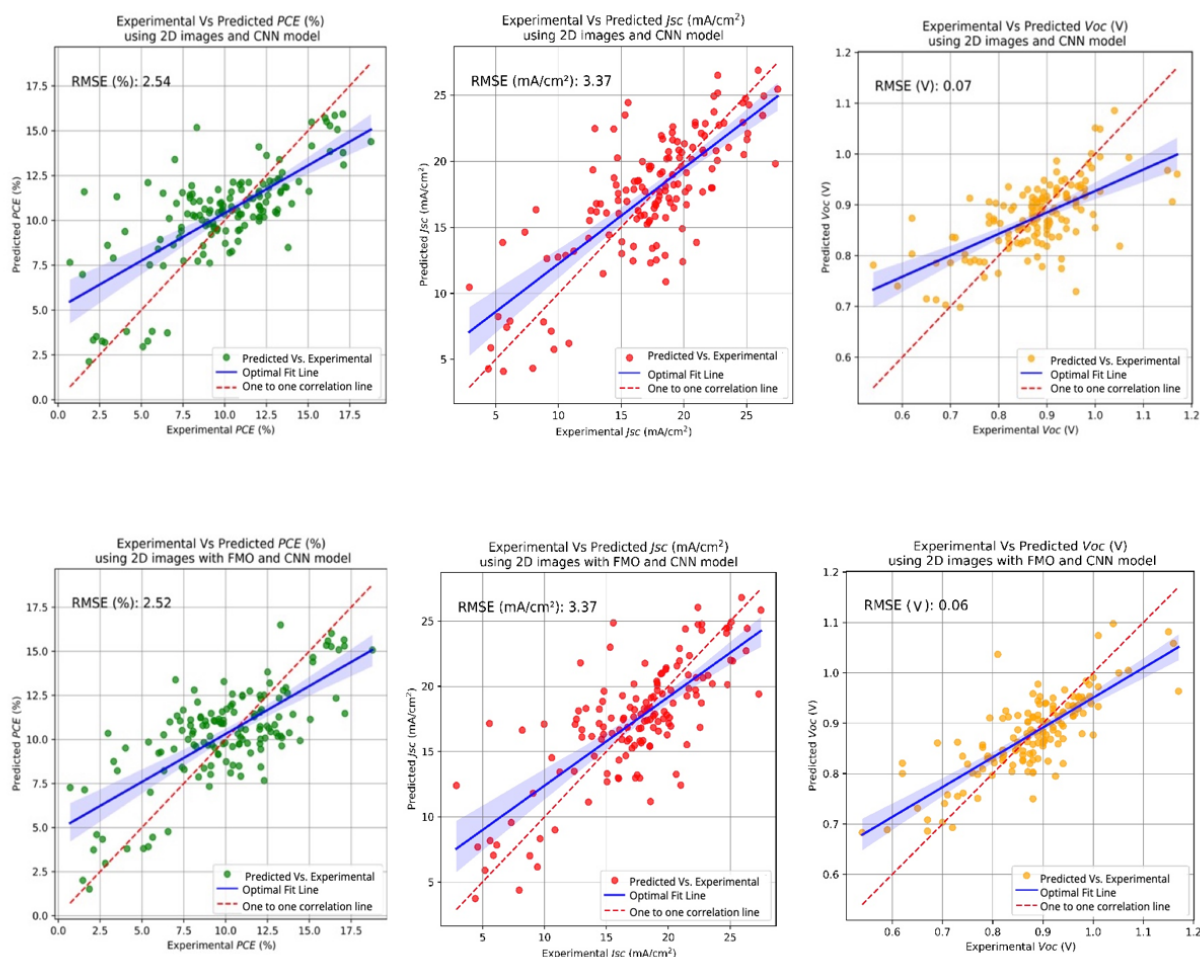 Experimental Vs Predicted PCE (%)
using 2D images and CNN model
RMSE (%): 2.54
17.5
15.0
12.5
10.0
7.5
5.0
2.5
0.0
Predicted PCE (%)
Predicted Vs. Experimental
Optimal Fit Line
One to one correlation line
0.0 2.5 5.0 7.5 10.0 12.5 15.0 17.5
Experimental PCE (%)
Experimental Vs Predicted Jsc (mA/cm²)
using 2D images and CNN model
RMSE (mA/cm²): 3.37
25
20
15
10
5
Predicted Jsc (mA/cm²)
Predicted Vs. Experimental
Optimal Fit Line
One to one correlation line
5 10 15 20 25
Experimental Jsc (mA/cm²)
Experimental Vs Predicted Voc (V)
using 2D images and CNN model
RMSE (V): 0.07
1.2
1.1
1.0
0.9
0.8
0.7
0.6
Predicted Voc (V)
Predicted Vs. Experimental
Optimal Fit Line
One to one correlation line
0.6 0.7 0.8 0.9 1.0 1.1 1.2
Experimental Voc (V)
Experimental Vs Predicted PCE (%)
using 2D images with FMO and CNN model
RMSE (%): 2.52
17.5
15.0
12.5
10.0
7.5
5.0
2.5
0.0
Predicted PCE (%)
Predicted Vs. Experimental
Optimal Fit Line
One to one correlation line
0.0 2.5 5.0 7.5 10.0 12.5 15.0 17.5
Experimental PCE (%)
Experimental Vs Predicted Jsc (mA/cm²)
using 2D images with FMO and CNN model
RMSE (mA/cm²): 3.37
25
20
15
10
5
Predicted Jsc (mA/cm²)
Predicted Vs. Experimental
Optimal Fit Line
One to one correlation line
5 10 15 20 25
Experimental Jsc (mA/cm²)
Experimental Vs Predicted Voc (V)
using 2D images with FMO and CNN model
RMSE (V): 0.06
1.2
1.1
1.0
0.9
0.8
0.7
0.6
Predicted Voc (V)
Predicted Vs. Experimental
Optimal Fit Line
One to one correlation line
0.6 0.7 0.8 0.9 1.0 1.1 1.2
Experimental Voc (V)